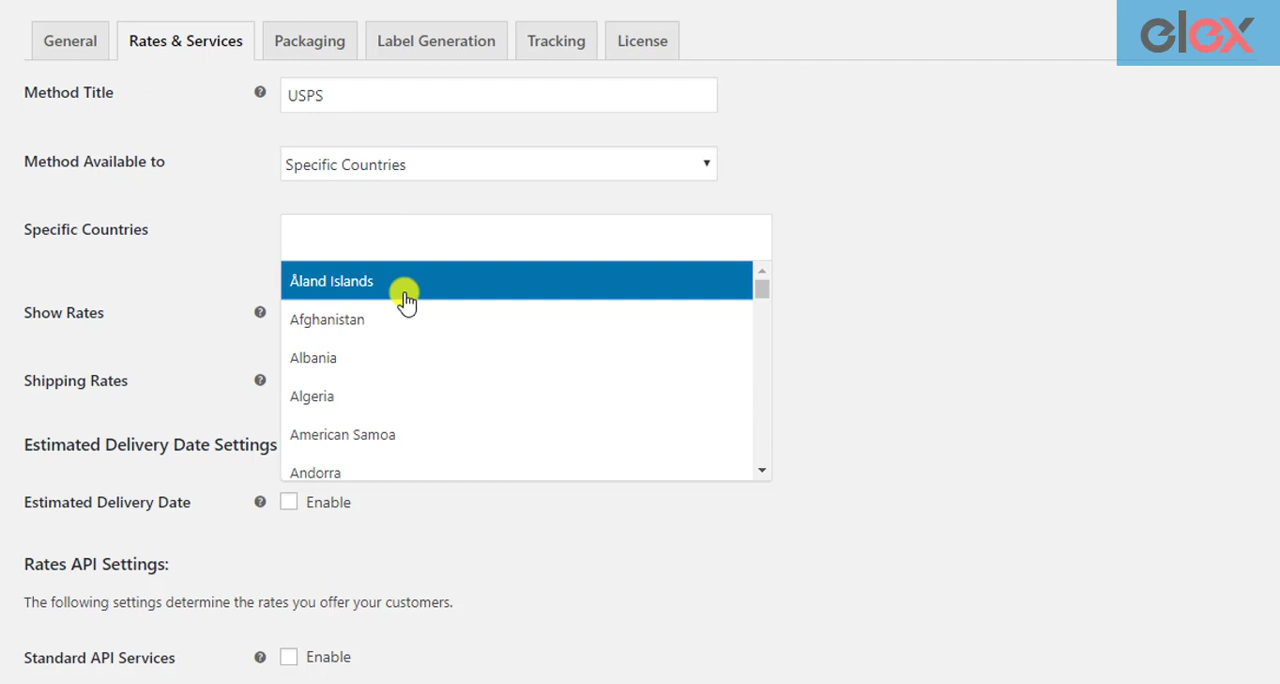 General Rates & Services Packaging Label Generation Tracking License
elex
Method Title USPS
Method Available to Specific Countries
Specific Countries
Åland Islands
Show Rates
Afghanistan
Albania
Shipping Rates
Algeria
American Samoa
Estimated Delivery Date Settings
Andorra
Estimated Delivery Date Enable
Rates API Settings:
The following settings determine the rates you offer your customers.
Standard API Services Enable